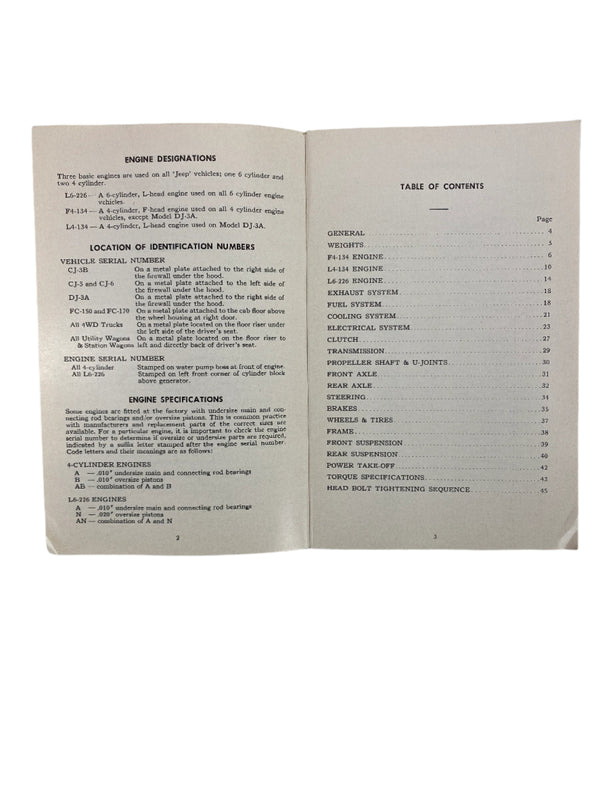 ENGINE DESIGNATIONS
Three basic engines are used on all 'Jeep' vehicles; one 6 cylinder and
two 4 cylinder.
L6-226— A 6-cylinder, L-head engine used on all 6 cylinder engine
vehicles.
F4-134 — A 4-cylinder, F-head engine used on all 4 cylinder engine
vehicles, except Model DJ-3A.
L4-134 — A 4-cylinder, L-head engine used on Model DJ-3A.
LOCATION OF IDENTIFICATION NUMBERS
VEHICLE SERIAL NUMBER
CJ-3B On a metal plate attached to the right side of
the firewall under the hood.
CJ-5 and CJ-6 On a metal plate attached to the left side of
the firewall under the hood.
DJ-3A On a metal plate attached to the right side of
the firewall under the hood.
FC-150 and FC-170 On a metal plate attached to the cab floor above
the wheel housing at right door.
All 4WD Trucks On a metal plate located on the floor riser under
the left side of the driver's seat.
All Utility Wagons On a metal plate located on the floor riser to
& Station Wagons left and directly back of driver's seat.
ENGINE SERIAL NUMBER
All 4-cylinder Stamped on water pump boss at front of engine.
All L6-226 Stamped on left front corner of cylinder block
above generator.
ENGINE SPECIFICATIONS
Some engines are fitted at the factory with undersize main and con-
necting rod bearings and/or oversize pistons. This is common practice
with manufacturers and replacement parts of the correct sizes are
available. For a particular engine, it is important to check the engine
serial number to determine if oversize or undersize parts are required,
indicated by a suffix letter stamped after the engine serial number.
Code letters and their meanings are as follows:
4-CYLINDER ENGINES
A — .010" undersize main and connecting rod bearings
B — .010" oversize pistons
AB — combination of A and B
L6-226 ENGINES
A — .010" undersize main and connecting rod bearings
N — .020" oversize pistons
AN — combination of A and N
2
TABLE OF CONTENTS
Page
GENERAL 4
WEIGHTS 5
F4-134 ENGINE 6
L4-134 ENGINE 10
L6-226 ENGINE 14
EXHAUST SYSTEM 18
FUEL SYSTEM 18
COOLING SYSTEM 21
ELECTRICAL SYSTEM 23
CLUTCH 27
TRANSMISSION 29
PROPELLER SHAFT & U-JOINTS 30
FRONT AXLE 31
REAR AXLE 32
STEERING 34
BRAKES 35
WHEELS & TIRES 37
FRAME 38
FRONT SUSPENSION 39
REAR SUSPENSION 40
POWER TAKE-OFF 42
TORQUE SPECIFICATIONS 43
HEAD BOLT TIGHTENING SEQUENCE 45
3